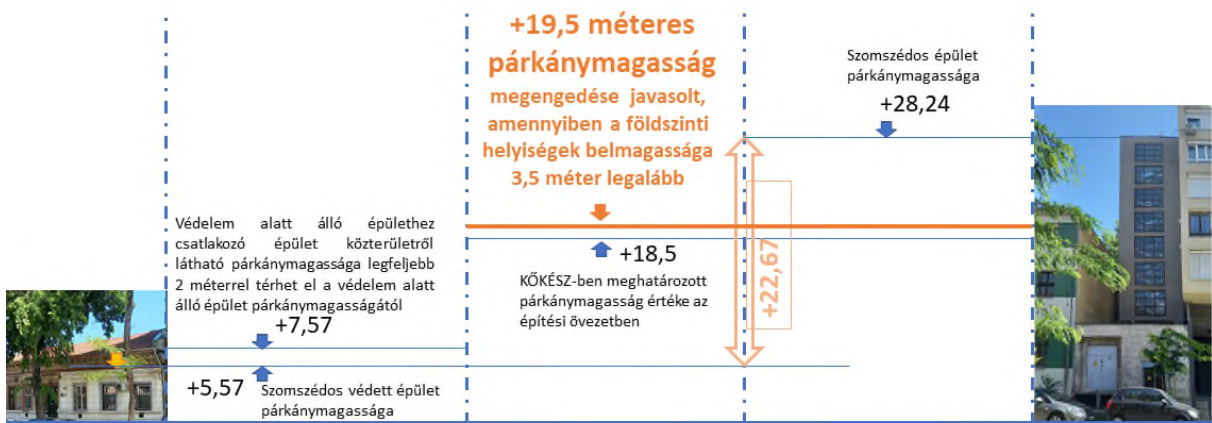 +19,5 méteres
párkánymagasság
megengedése javasolt,
amennyiben a földszinti
helyiségek belmagassága
3,5 méter legalább
Szomszédos épület
párkánymagassága
+28,24
Védelem alatt álló épülethez
csatlakozó épület közterületről
látható párkánymagassága legfeljebb
2 méterrel térhet el a védelem alatt
álló épület párkánymagasságától
+7,57
+18,5
KŐKÉSZ-ben meghatározott
párkánymagasság értéke az
építési övezetben
+22,67
+5,57
Szomszédos védett épület
párkánymagassága